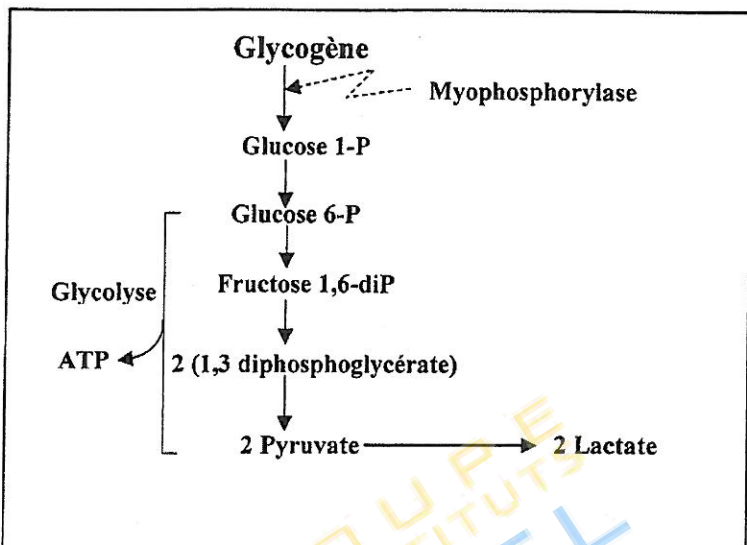 Glycogène
Myophosphorylase
Glucose 1-P
Glucose 6-P
Glycolyse
Fructose 1,6-diP
ATP
2 (1,3 diphosphoglycérate)
2 Pyruvate
2 Lactate